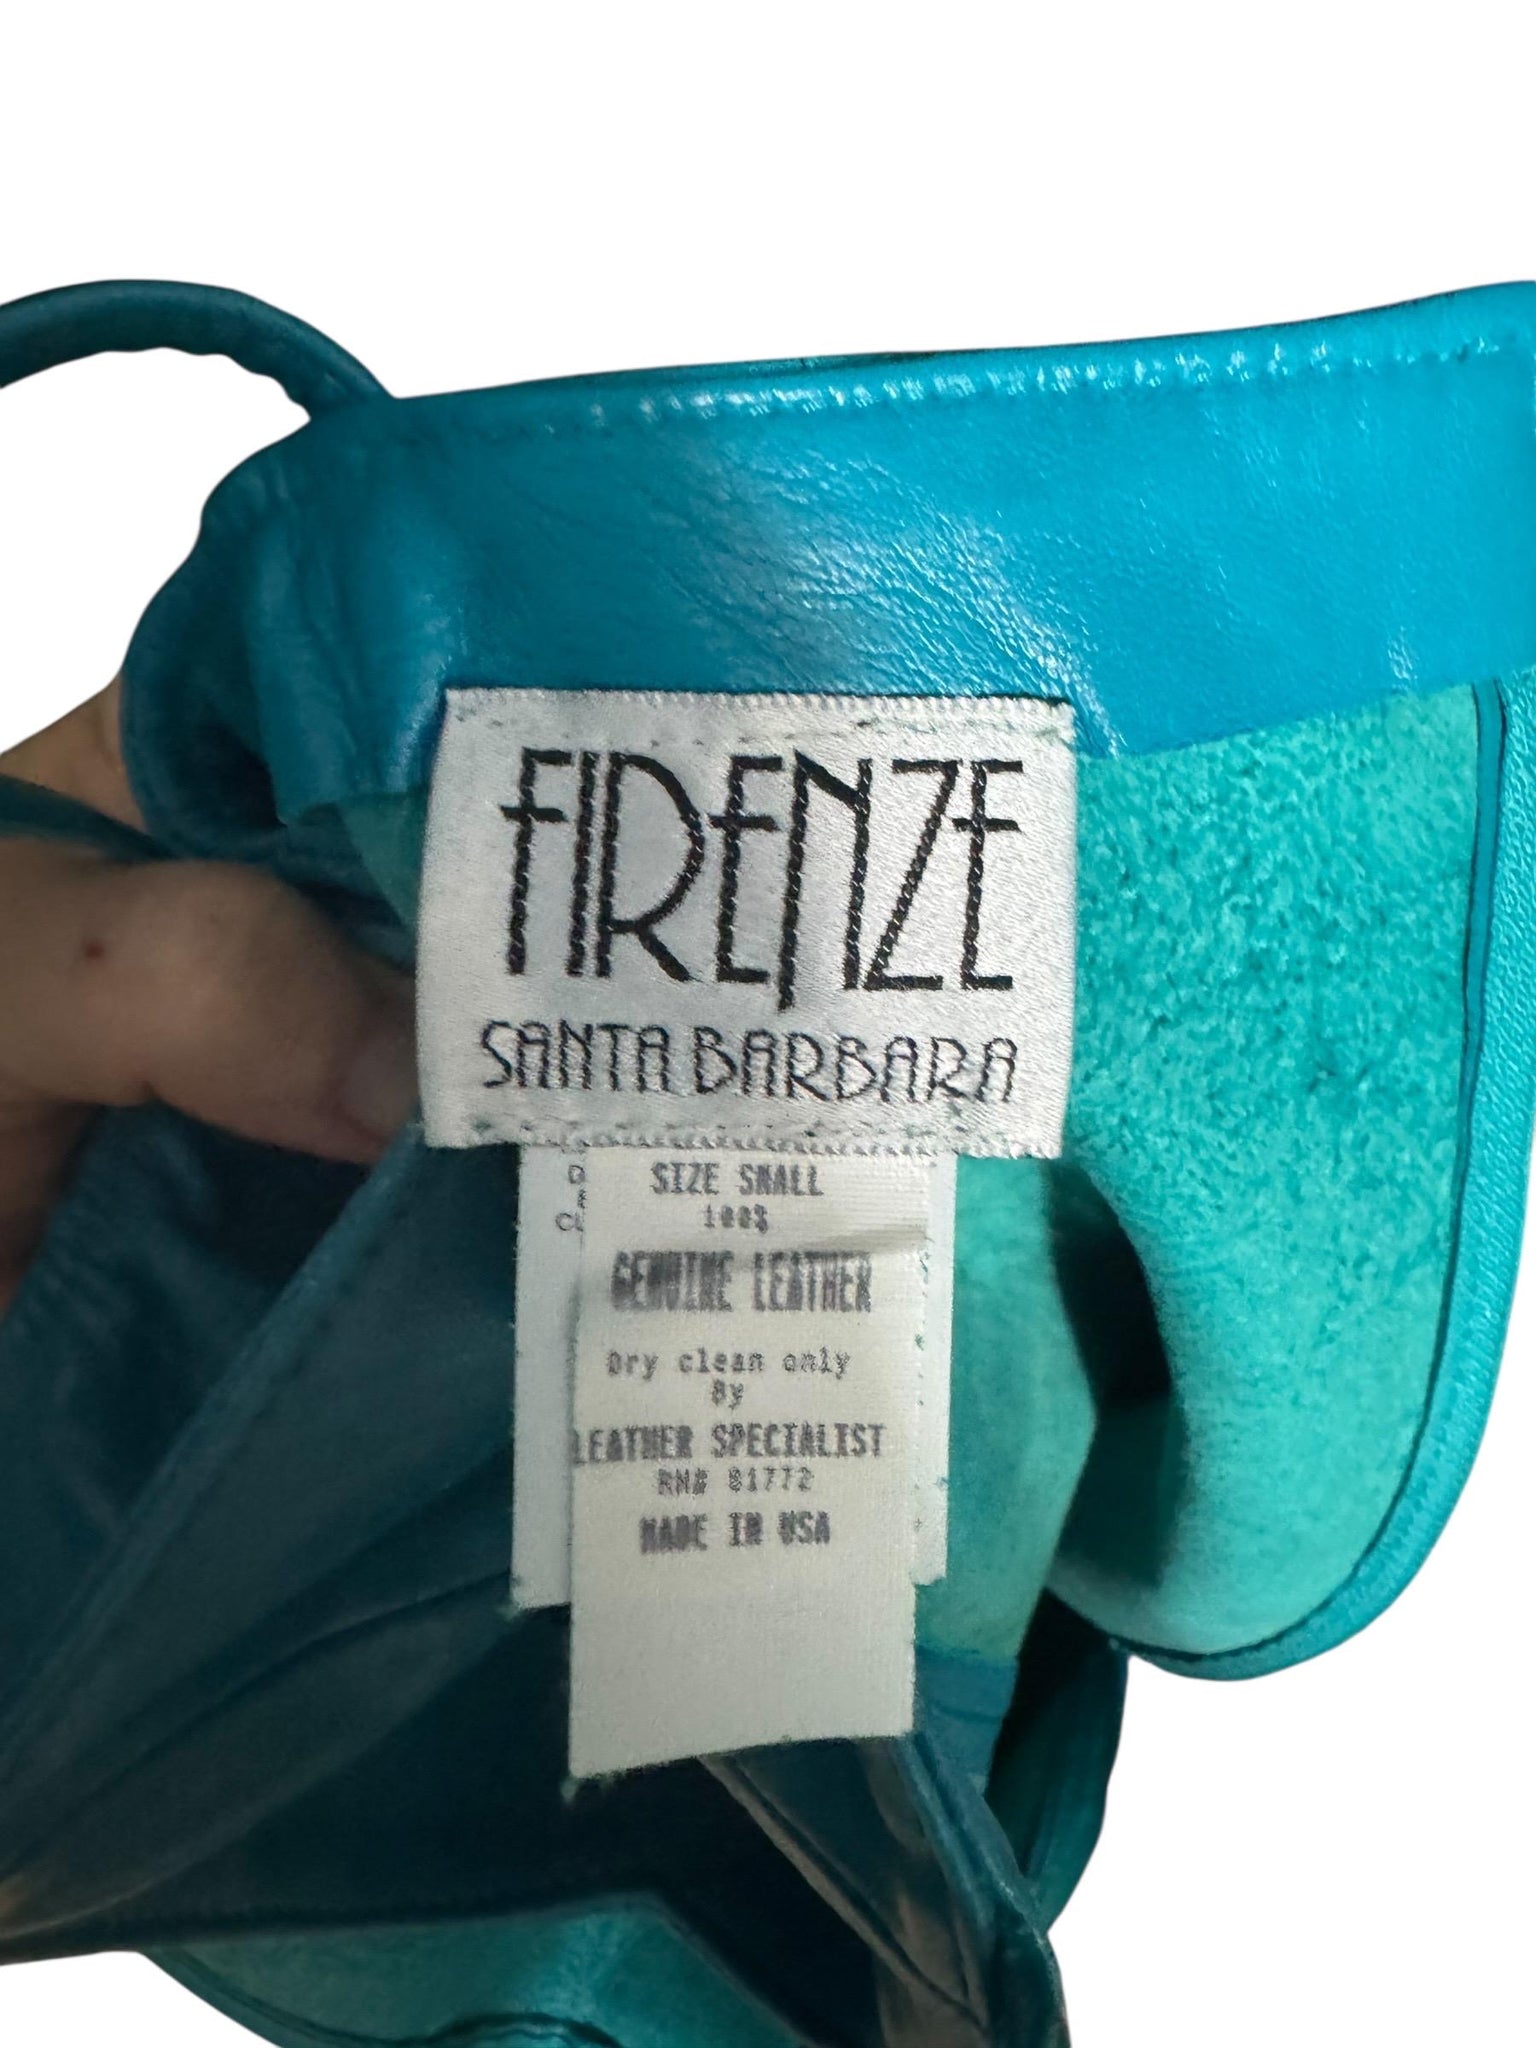 FIRENZE
SANTA BARBARA
SIZE SMALL
100%
GENUINE LEATHER
Dry clean only
By
LEATHER SPECIALIST
RN# 81772
MADE IN USA